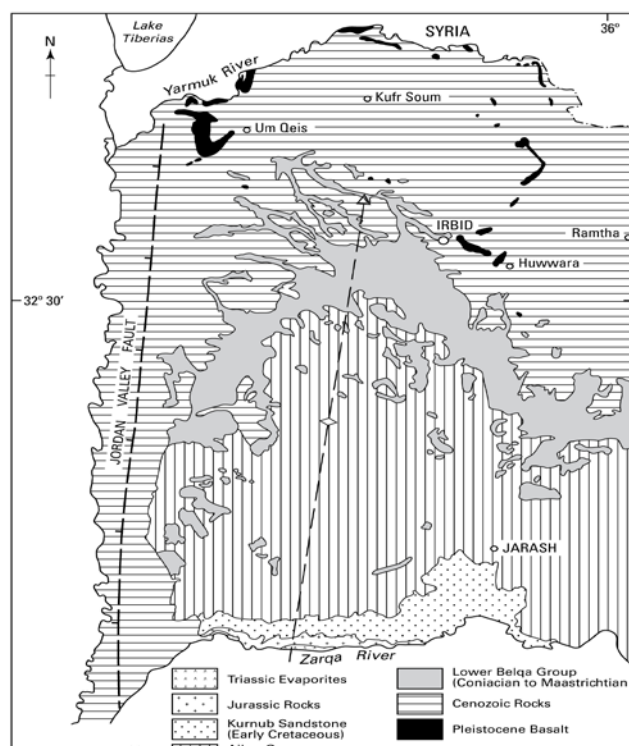 Lake
Tiberias
SYRIA
36°
N
Yarmuk River
Kufr Soum
Um Qeis
IRBID
Ramtha
Huwwara
32° 30'
JORDAN VALLEY FAULT
JARASH
Zarqa River
Triassic Evaporites
Jurassic Rocks
Kurnub Sandstone
(Early Cretaceous)
Lower Belqa Group
(Coniacian to Maastrichtian
Cenozoic Rocks
Pleistocene Basalt